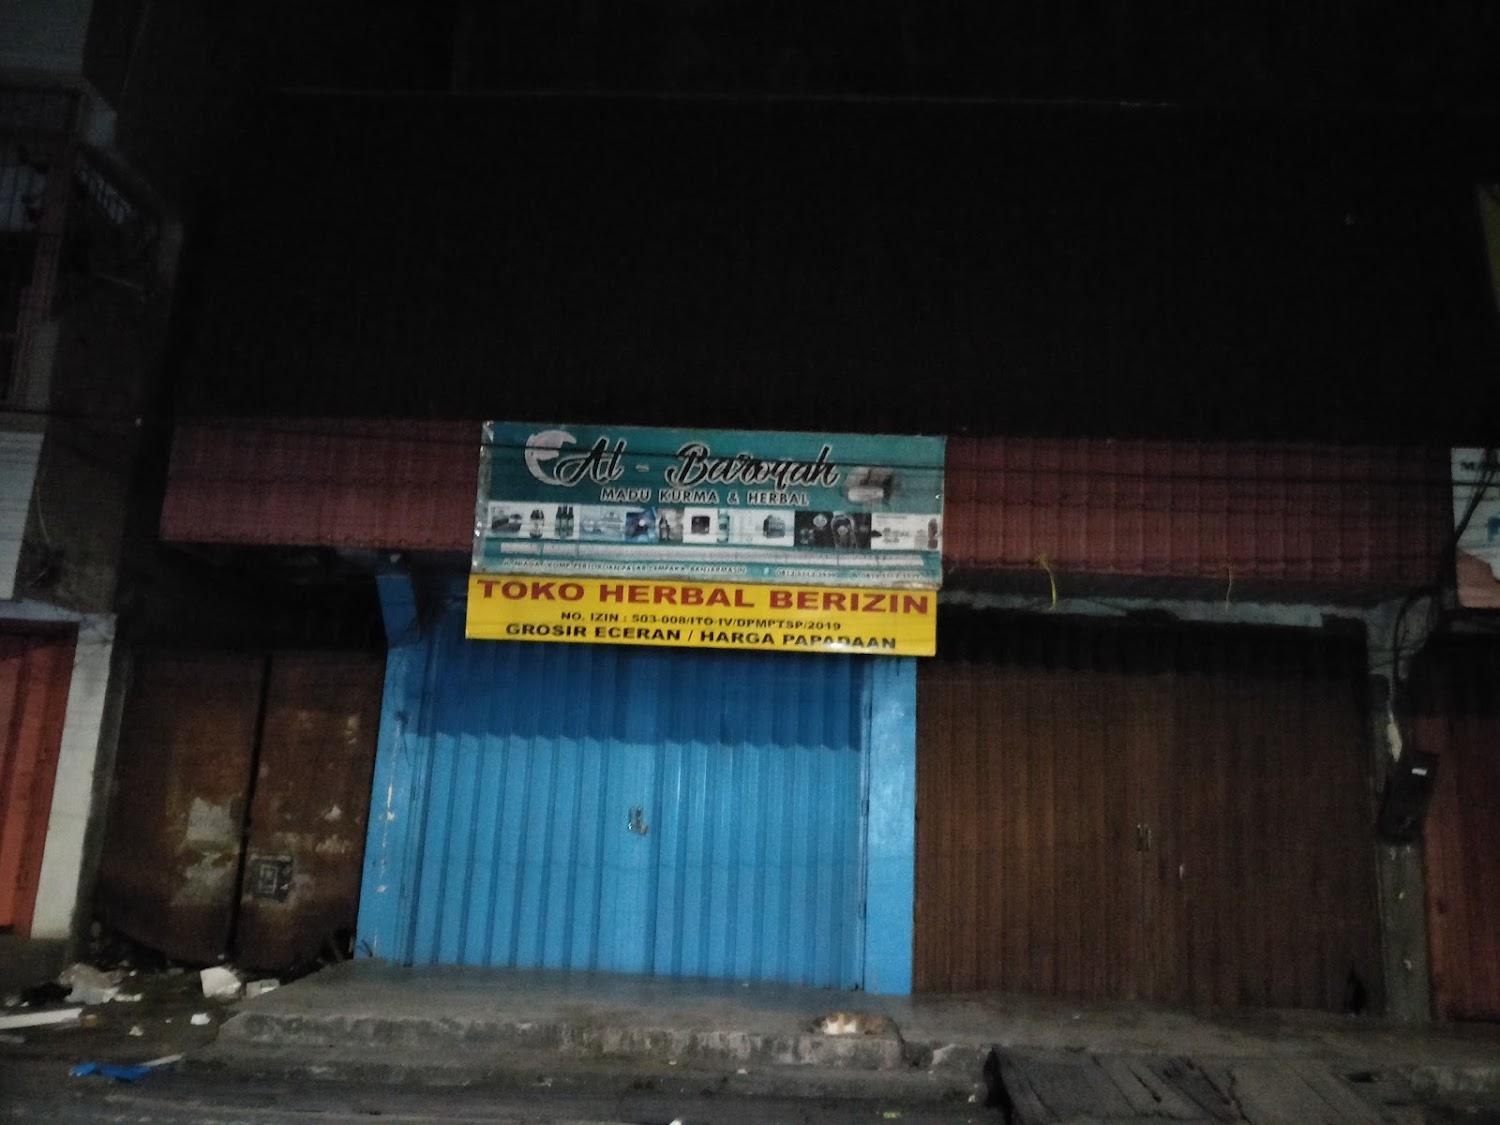 Al - Baroqah
MADU KURMA & HERBAL
TOKO HERBAL BERIZIN
NO. IZIN : 503-008/ITO-IV/DPMPTSP/2019
GROSIR ECERAN / HARGA PAPADAAN